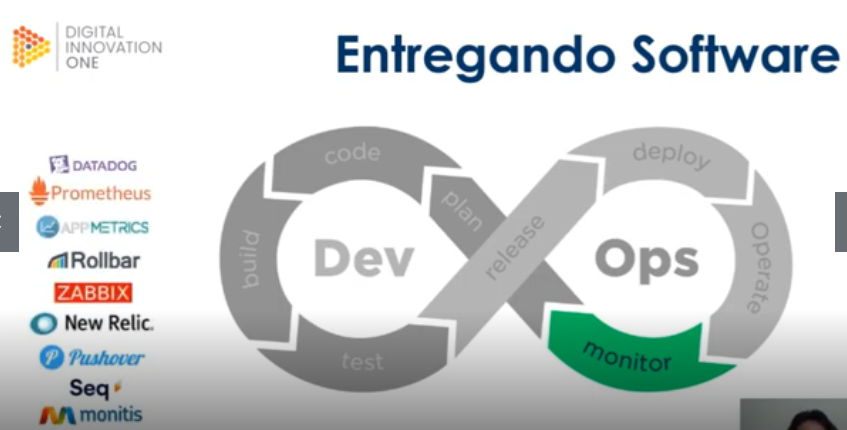 DIGITAL
INNOVATION
ONE
Entregando Software
DATADOG
Prometheus
APPMETRICS
Rollbar
ZABBIX
New Relic.
Pushover
Seq
monitis
code
plan
build
Dev
test
release
deploy
Operate
Ops
monitor